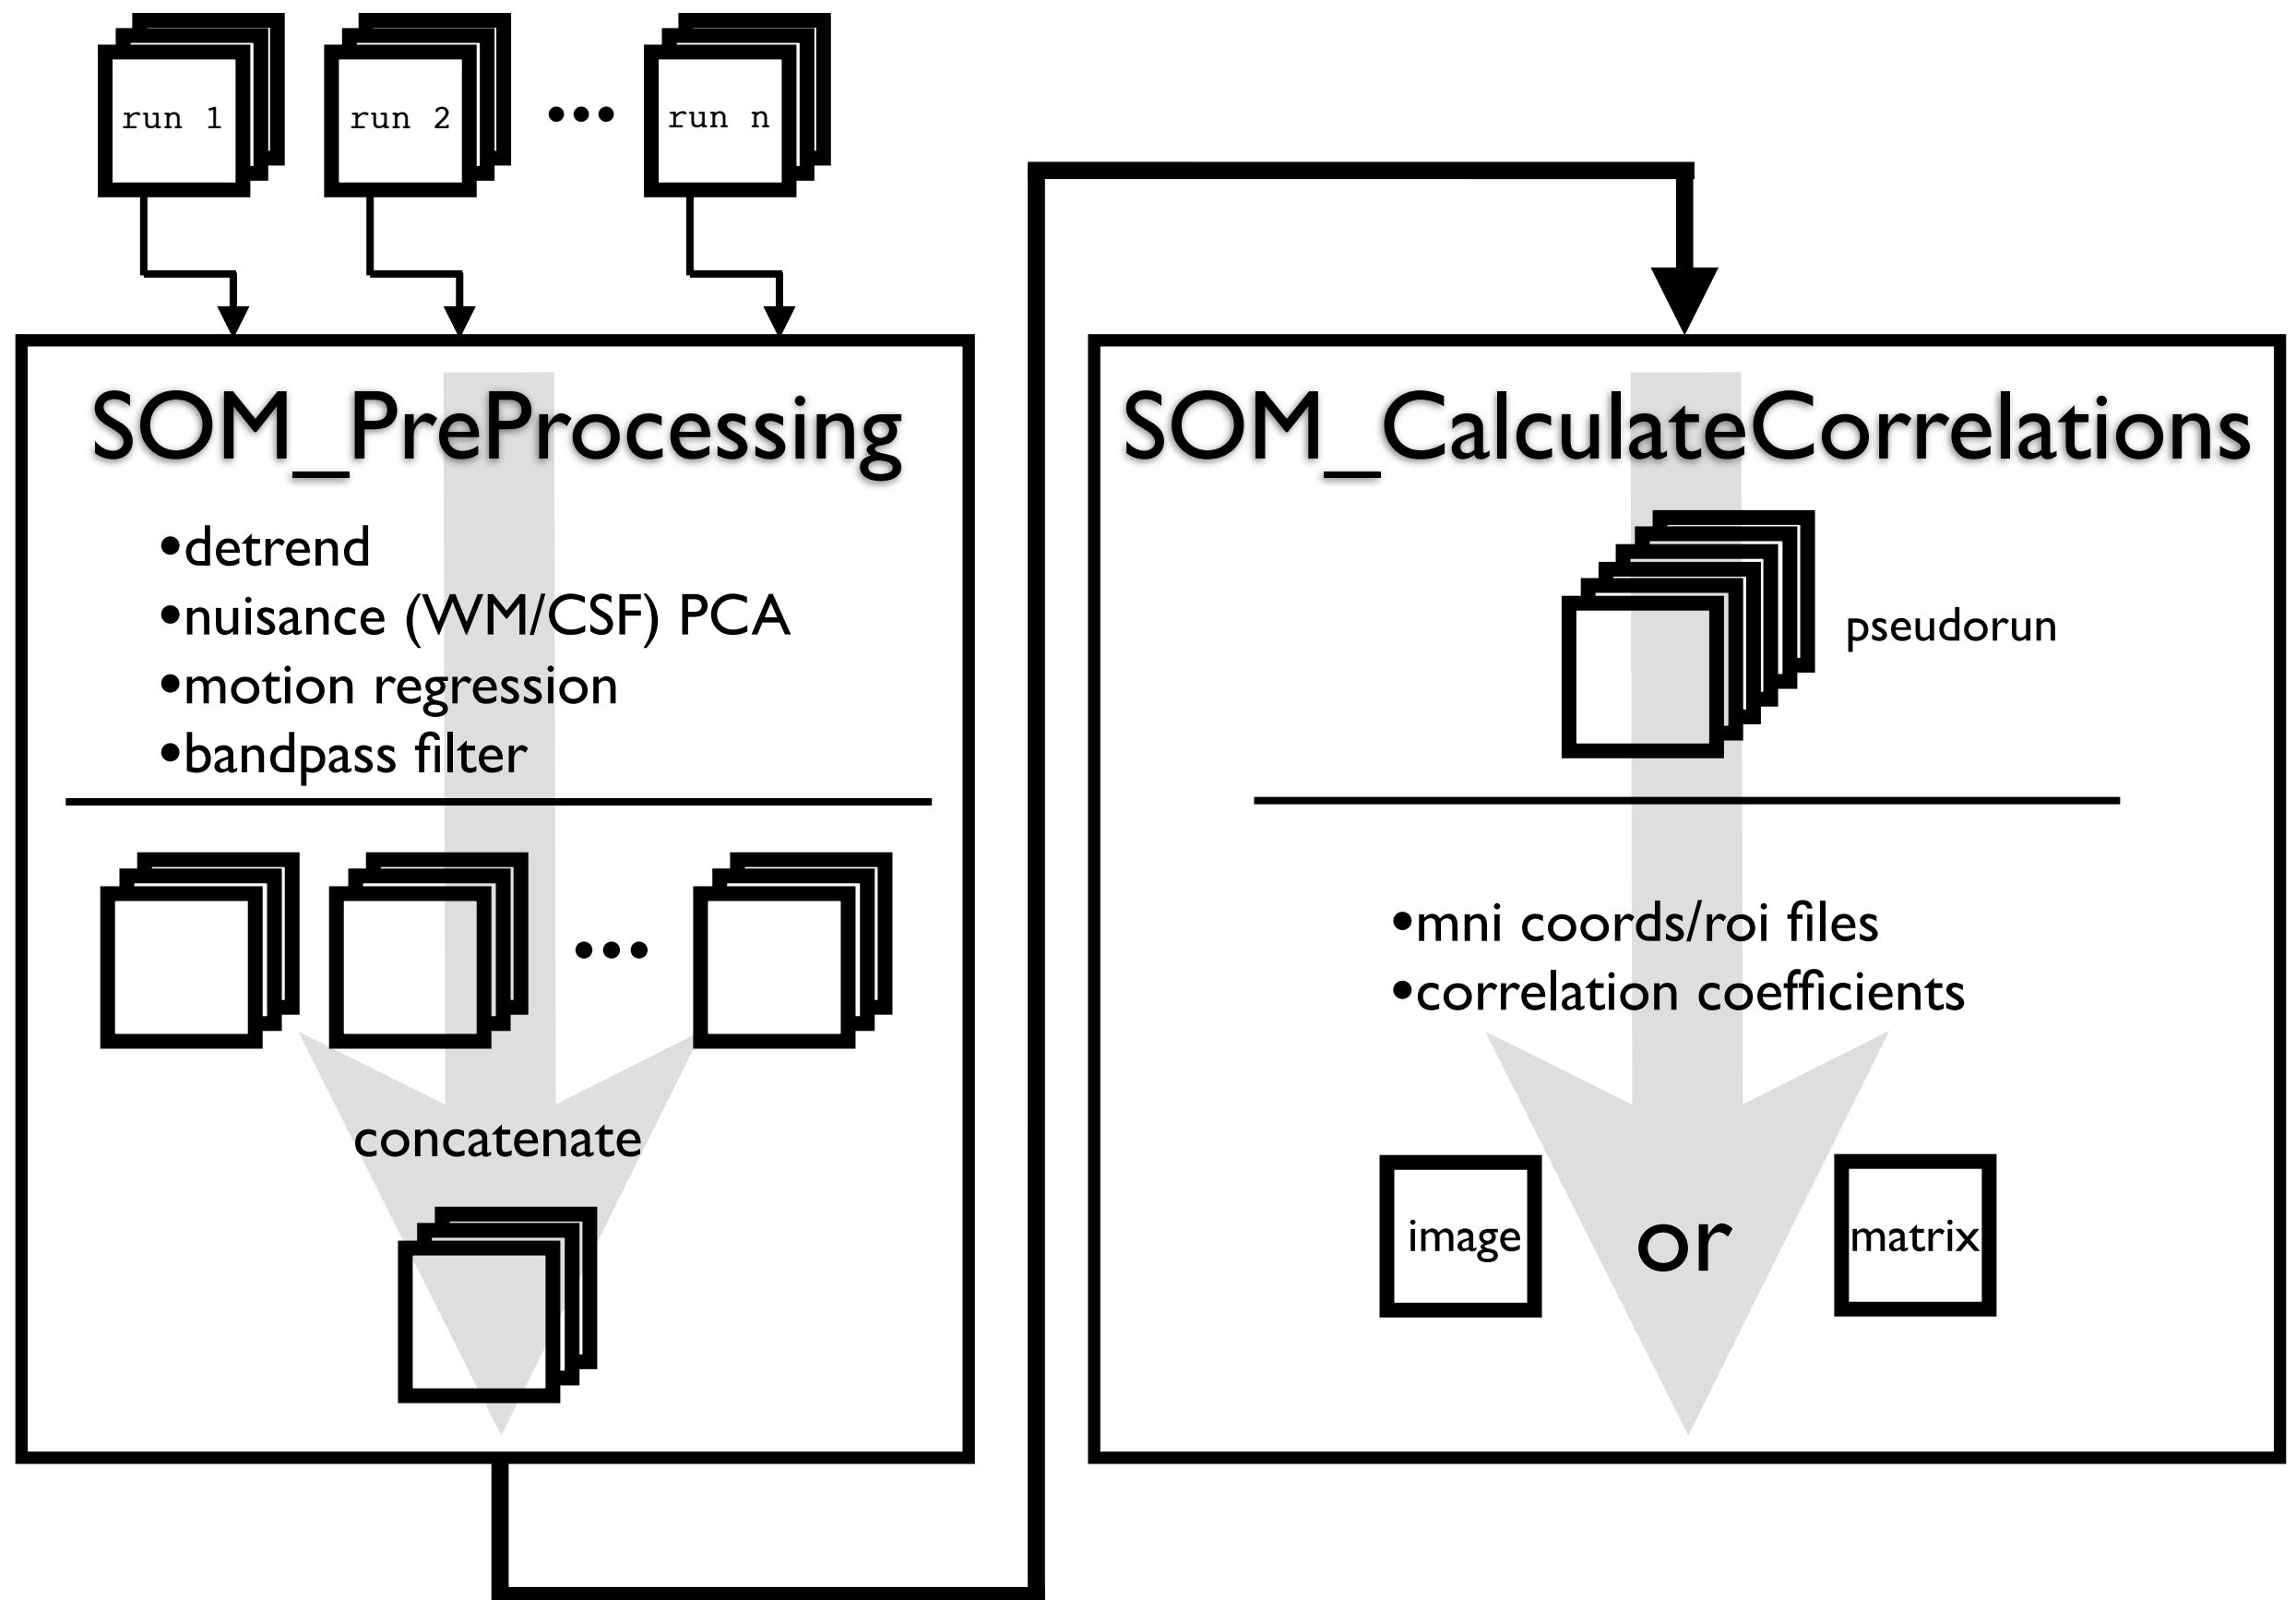 run 1
run 2
•••
run n
SOM_PreProcessing
•detrend
•nuisance (WM/CSF) PCA
•motion regression
•bandpass filter
•••
concatenate
SOM_CalculateCorrelations
pseudorun
•mni coords/roi files
•correlation coefficients
image
or
matrix